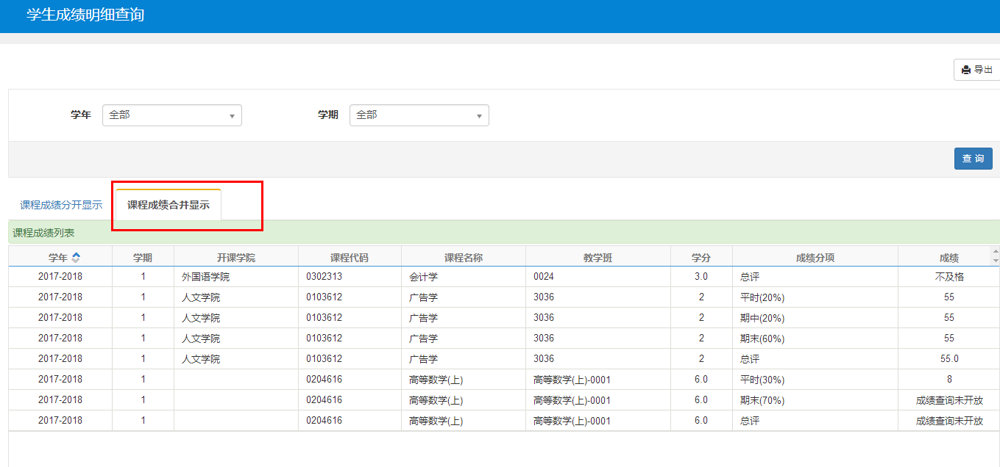 学生成绩明细查询
导出
学年 全部 学期 全部
查 询
课程成绩分开显示 课程成绩合并显示
课程成绩列表
学年 学期 开课学院 课程代码 课程名称 教学班 学分 成绩分项 成绩
2017-2018 1 外国语学院 0302313 会计学 0024 3.0 总评 不及格
2017-2018 1 人文学院 0103612 广告学 3036 2 平时(20%) 55
2017-2018 1 人文学院 0103612 广告学 3036 2 期中(20%) 55
2017-2018 1 人文学院 0103612 广告学 3036 2 期末(60%) 55
2017-2018 1 人文学院 0103612 广告学 3036 2 总评 55.0
2017-2018 1 0204616 高等数学(上) 高等数学(上)-0001 6.0 平时(30%) 8
2017-2018 1 0204616 高等数学(上) 高等数学(上)-0001 6.0 期末(70%) 成绩查询未开放
2017-2018 1 0204616 高等数学(上) 高等数学(上)-0001 6.0 总评 成绩查询未开放